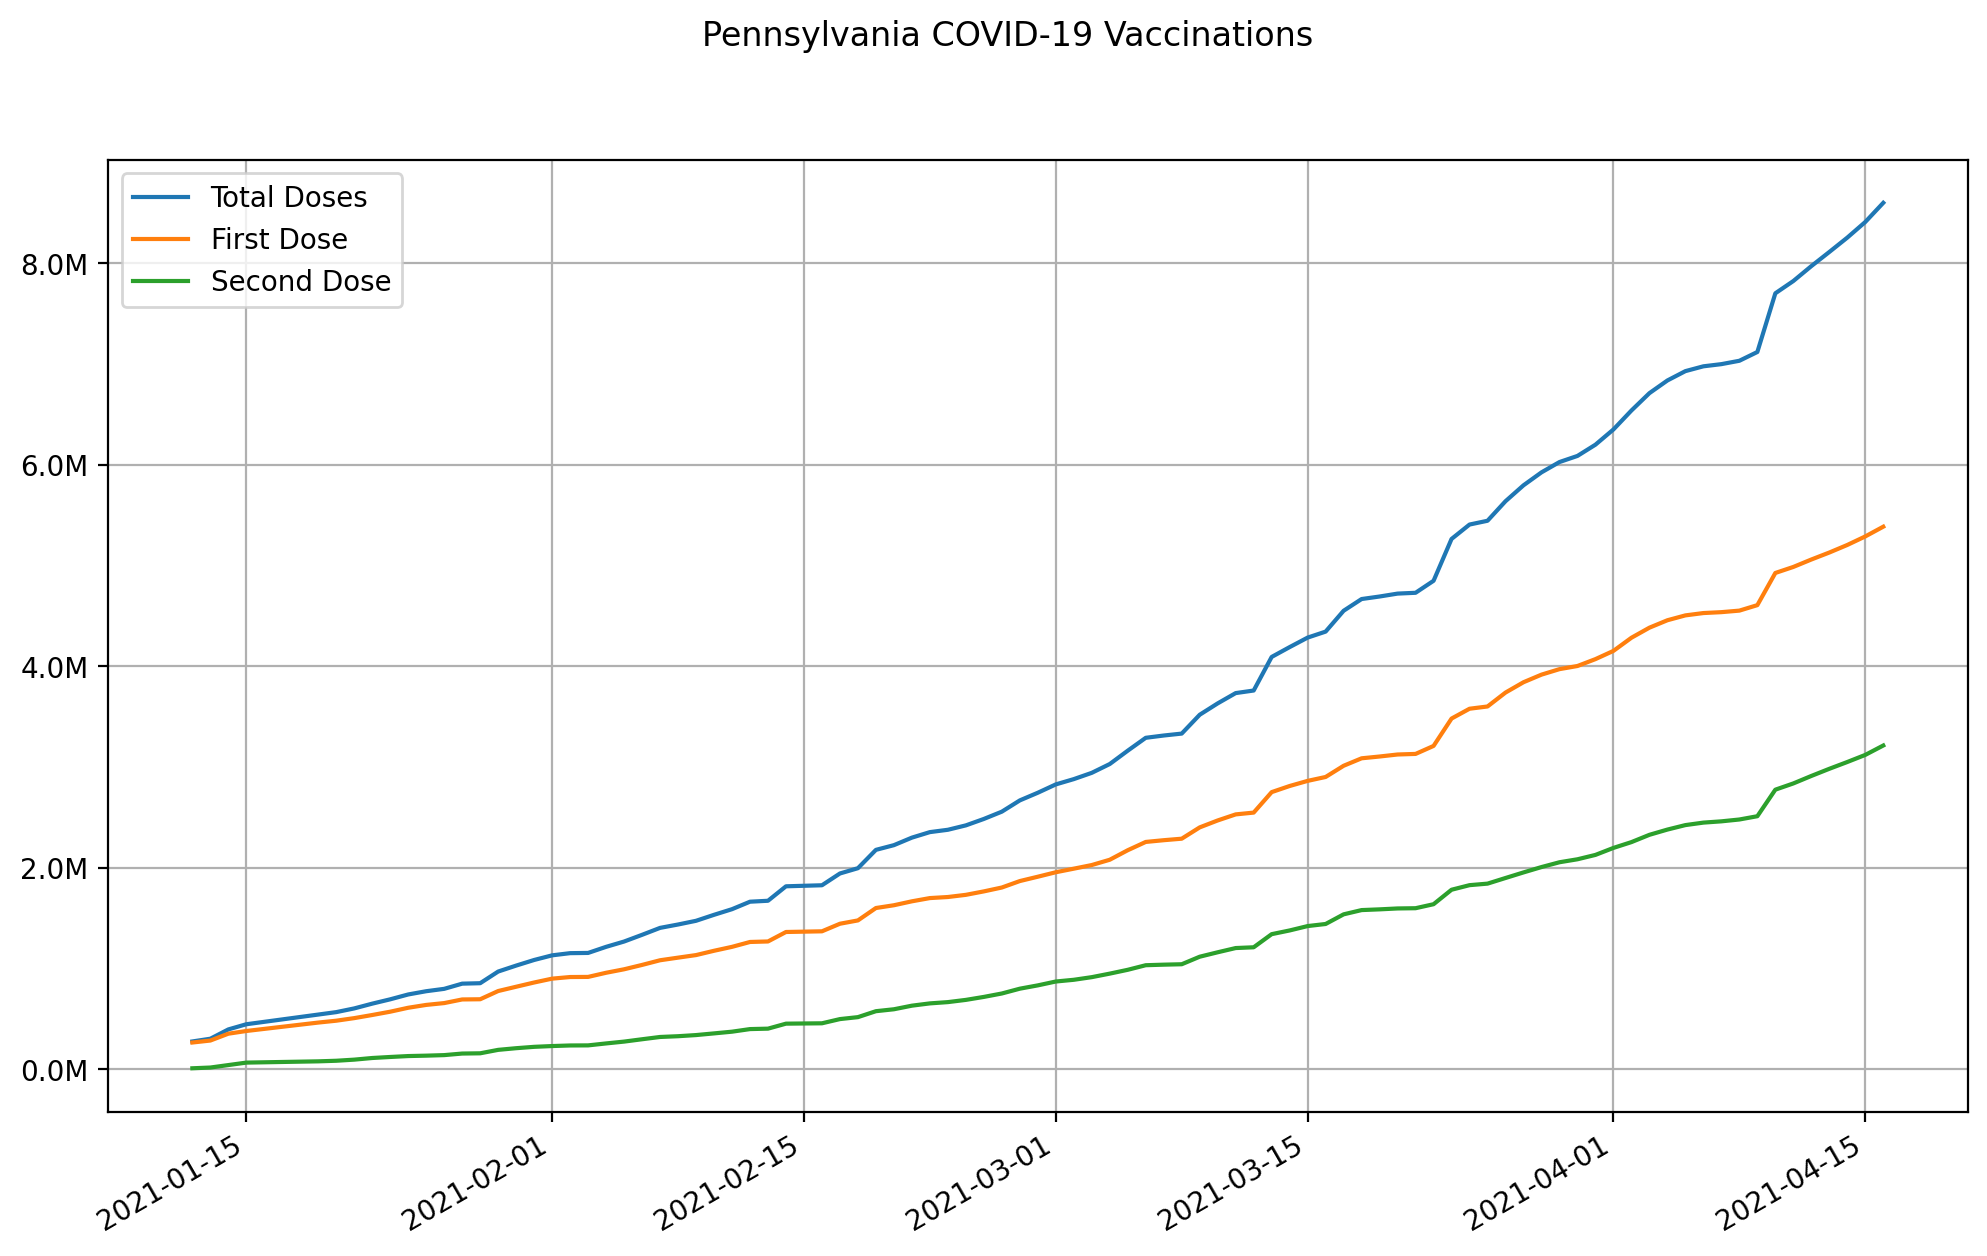 Pennsylvania COVID-19 Vaccinations
Total Doses
First Dose
Second Dose
8.0M
6.0M
4.0M
2.0M
0.0M
2021-01-15
2021-02-01
2021-02-15
2021-03-01
2021-03-15
2021-04-01
2021-04-15